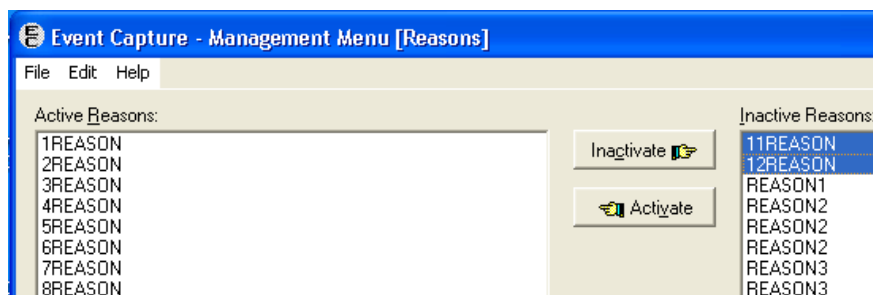 Event Capture - Management Menu [Reasons]
File Edit Help
Active Reasons:
1REASON
2REASON
3REASON
4REASON
5REASON
6REASON
7REASON
8REASON
Inactivate
Activate
Inactive Reasons:
11REASON
12REASON
REASON1
REASON2
REASON2
REASON2
REASON3
REASON3